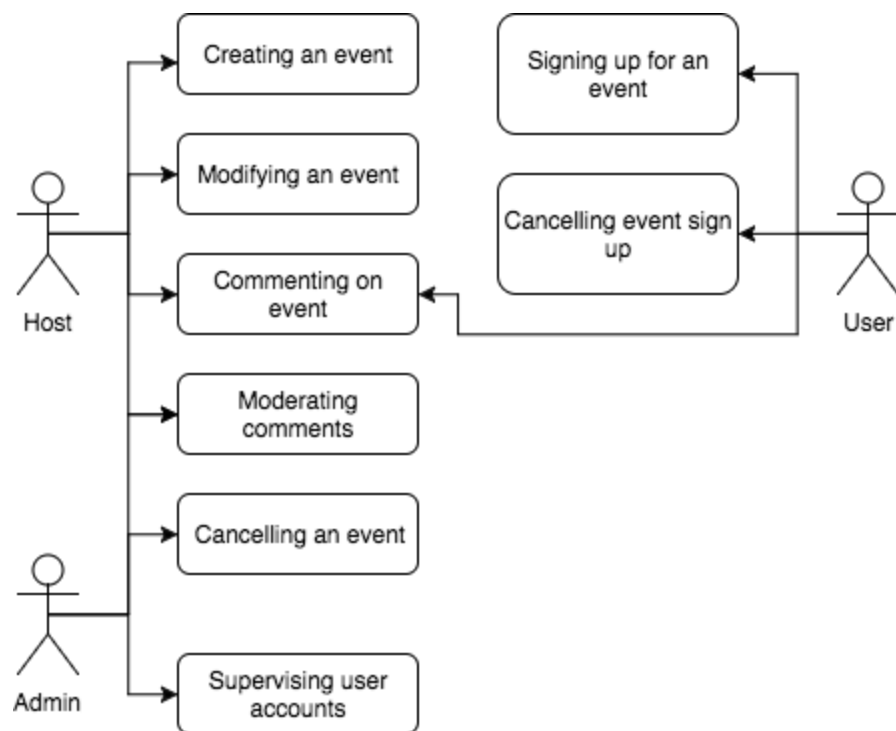 Creating an event
Signing up for an
event
Modifying an event
Cancelling event sign
up
Commenting on
event
Host
User
Moderating
comments
Cancelling an event
Admin
Supervising user
accounts